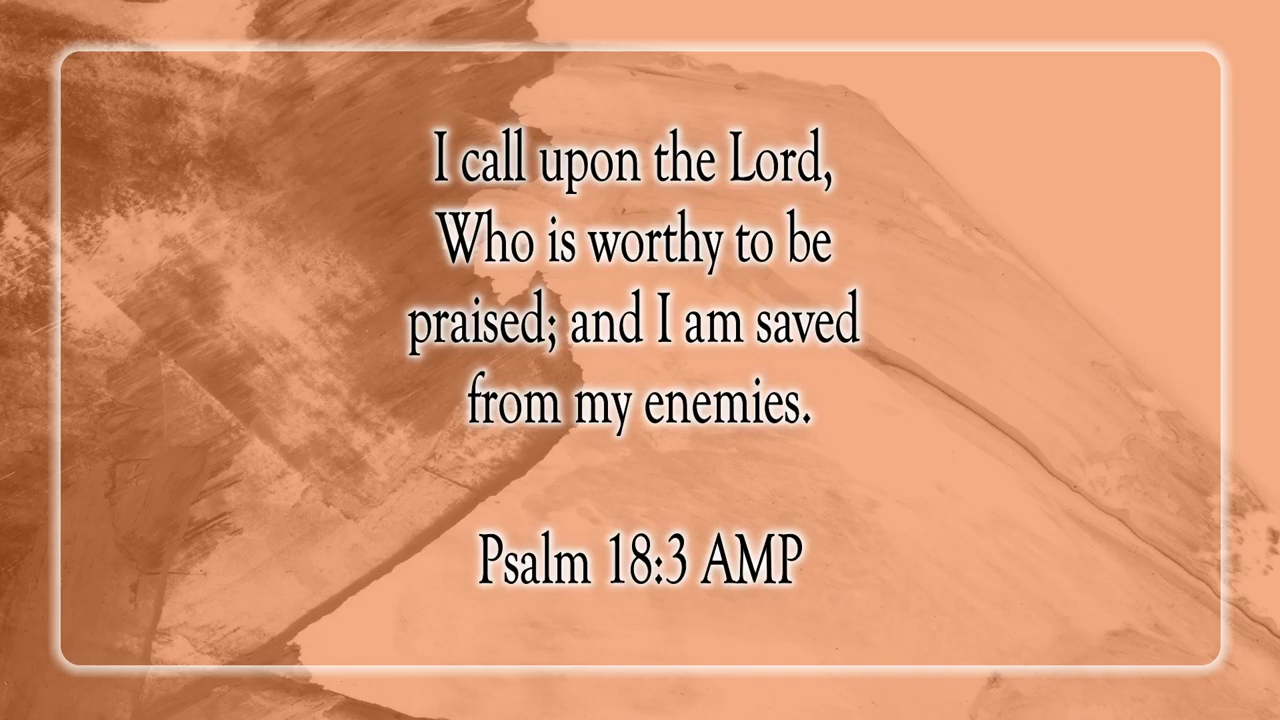 I call upon the Lord,
Who is worthy to be
praised; and I am saved
from my enemies.
Psalm 18:3 AMP